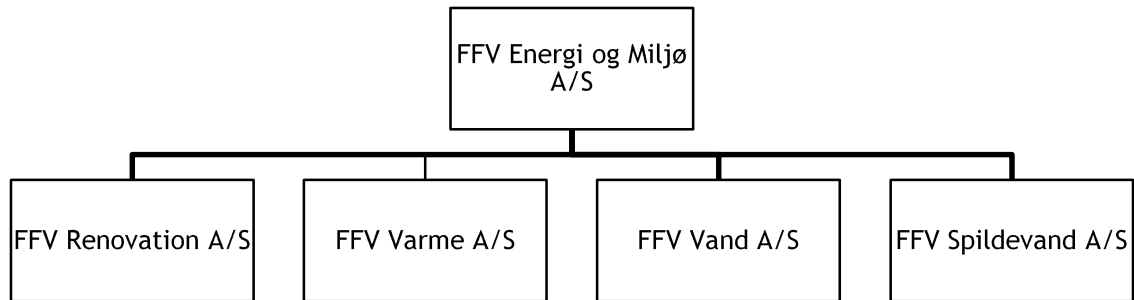 FFV Energi og Miljø
A/S
FFV Renovation A/S
FFV Varme A/S
FFV Vand A/S
FFV Spildevand A/S